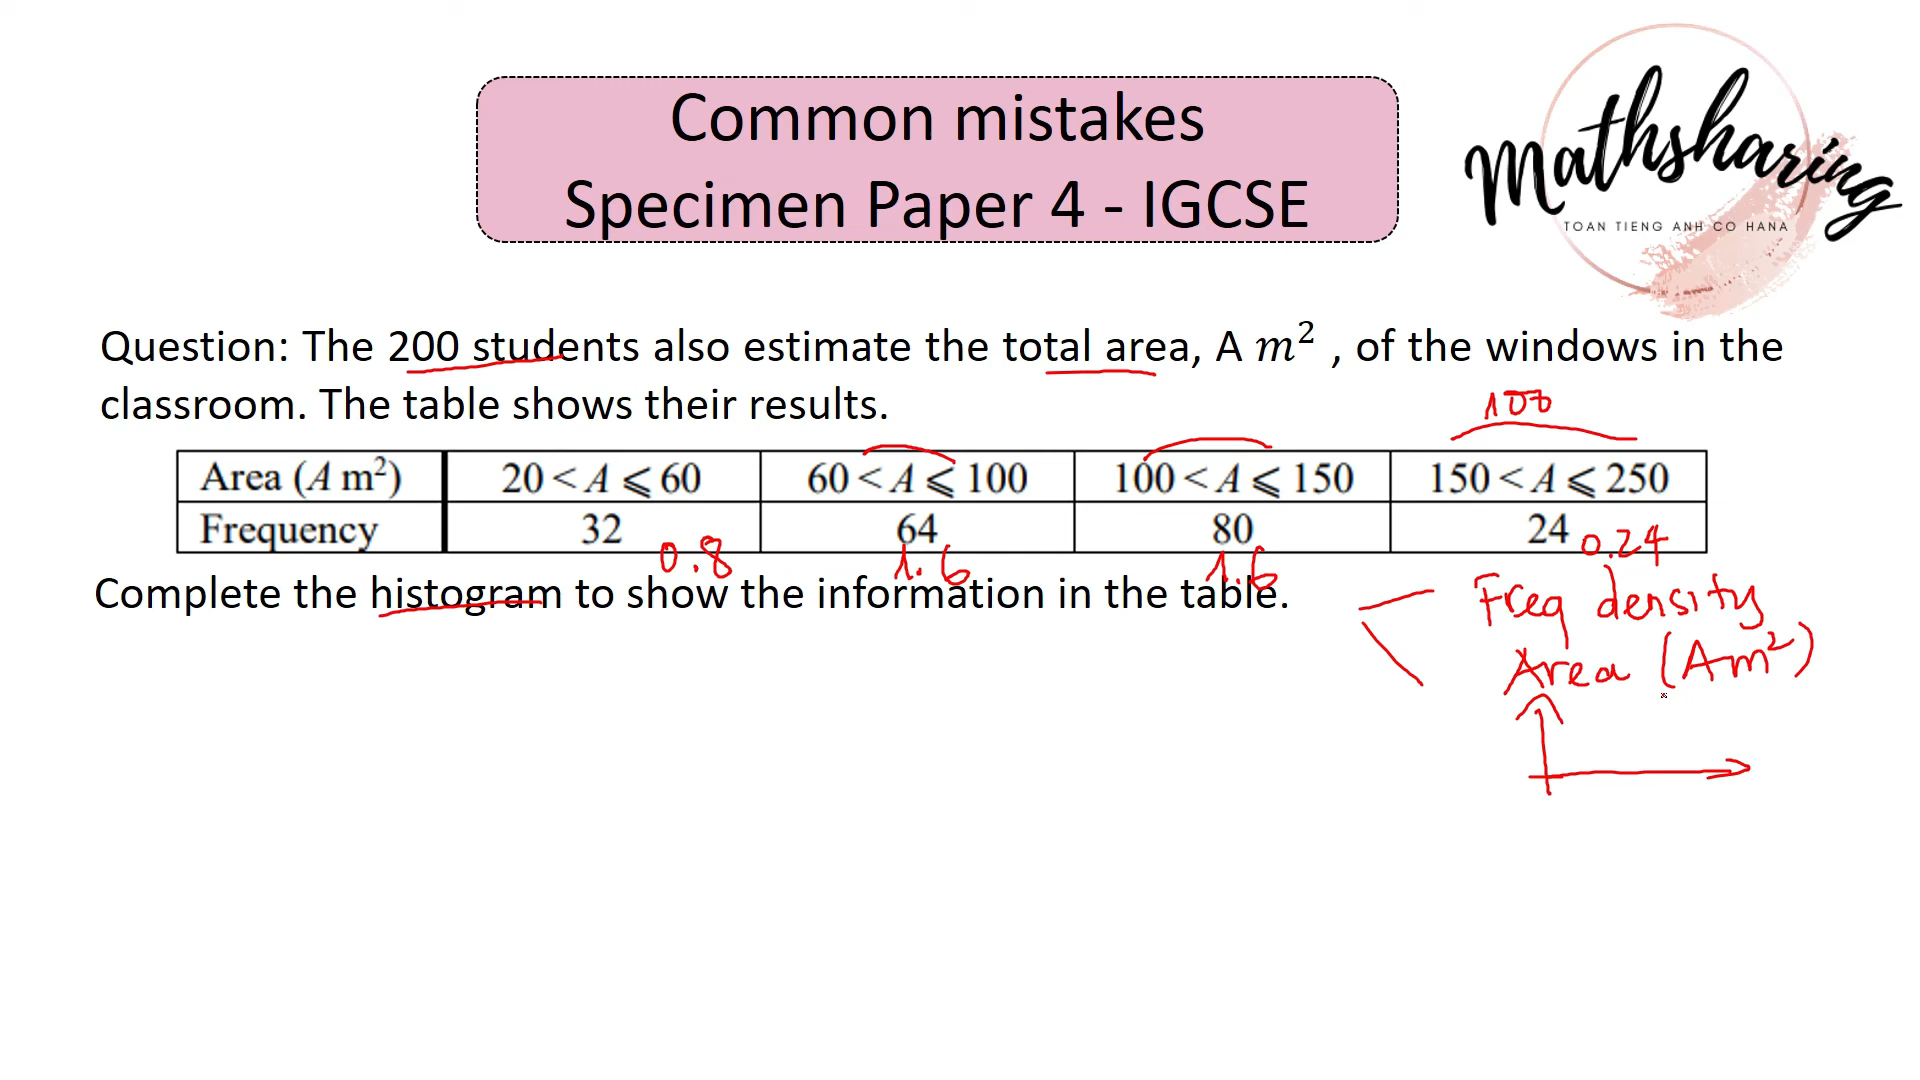 Common mistakes
Specimen Paper 4 - IGCSE
Mathsharing
TOAN TIENG ANH CO HANA
Question: The 200 students also estimate the total area, A m² , of the windows in the
classroom. The table shows their results.
100
Area (A m²) 20 < A ⩽ 60 60 < A ⩽ 100 100 < A ⩽ 150 150 < A ⩽ 250
Frequency 32 64 80 24
0.8 1.6 1.6 0.24
Complete the histogram to show the information in the table.
Freq density
Area (Am²)